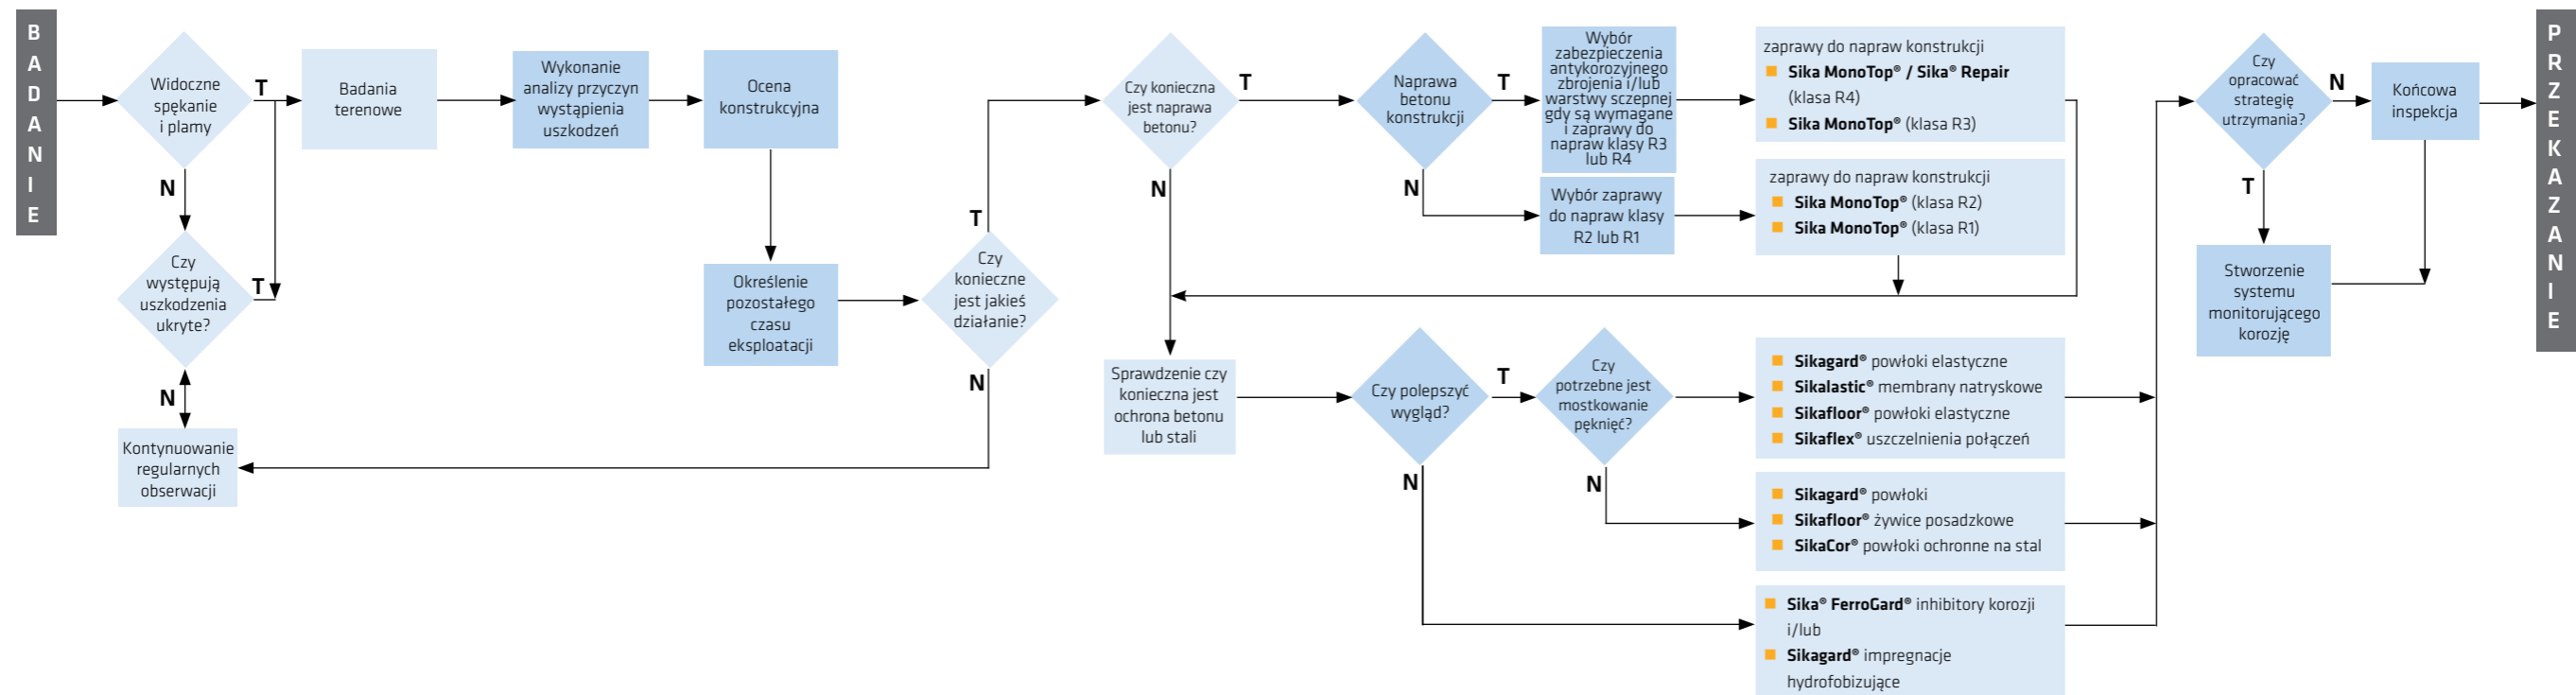 BADANIE
Widoczne
spękanie
i plamy
T
N
Czy
występują
uszkodzenia
ukryte?
T
N
Kontynuowanie
regularnych
obserwacji
Badania
terenowe
Wykonanie
analizy przyczyn
wystąpienia
uszkodzeń
Ocena
konstrukcyjna
Określenie
pozostałego
czasu
eksploatacji
Czy
konieczne
jest jakieś
działanie?
T
N
Czy konieczna
jest naprawa
betonu?
T
N
Naprawa
betonu
konstrukcji
T
N
Wybór
zabezpieczenia
antykorozyjnego
zbrojenia i/lub
warstwy sczepnej
gdy są wymagane
i zaprawy do
napraw klasy R3
lub R4
zaprawy do napraw konstrukcji
Sika MonoTop® / Sika® Repair
(klasa R4)
Sika MonoTop® (klasa R3)
Wybór zaprawy
do napraw klasy
R2 lub R1
zaprawy do napraw konstrukcji
Sika MonoTop® (klasa R2)
Sika MonoTop® (klasa R1)
Sprawdzenie czy
konieczna jest
ochrona betonu
lub stali
Czy polepszyć
wygląd?
T
N
Czy
potrzebne jest
mostkowanie
pęknięć?
N
Sikagard® powłoki elastyczne
Sikalastic® membrany natryskowe
Sikafloor® powłoki elastyczne
Sikaflex® uszczelnienia połączeń
Sikagard® powłoki
Sikafloor® żywice posadzkowe
SikaCor® powłoki ochronne na stal
Sika® FerroGard® inhibitory korozji
i/lub
Sikagard® impregnacje
hydrofobizujące
Czy
opracować
strategię
utrzymania?
N
T
Końcowa
inspekcja
Stworzenie
systemu
monitorującego
korozję
PRZEKAZANIE